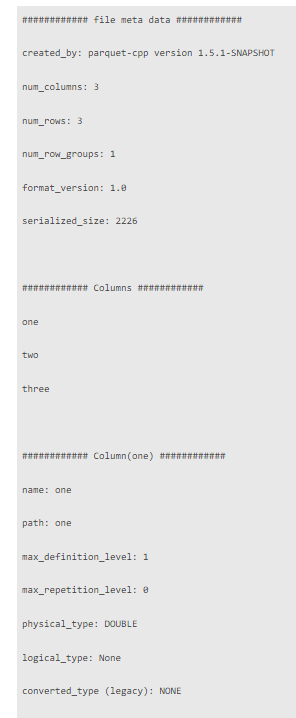 ############ file meta data ############
created_by: parquet-cpp version 1.5.1-SNAPSHOT
num_columns: 3
num_rows: 3
num_row_groups: 1
format_version: 1.0
serialized_size: 2226
############ Columns ############
one
two
three
############ Column(one) ############
name: one
path: one
max_definition_level: 1
max_repetition_level: 0
physical_type: DOUBLE
logical_type: None
converted_type (legacy): NONE